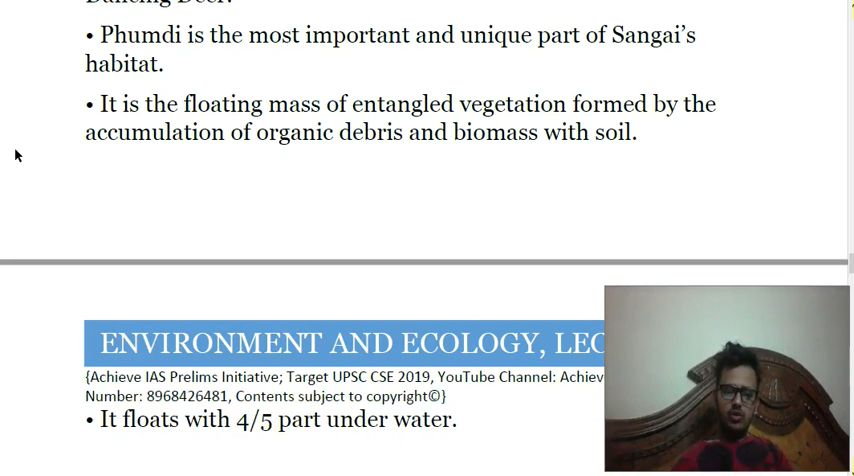 Dancing Deer.
• Phumdi is the most important and unique part of Sangai’s
habitat.
• It is the floating mass of entangled vegetation formed by the
accumulation of organic debris and biomass with soil.
ENVIRONMENT AND ECOLOGY, LEC
{Achieve IAS Prelims Initiative; Target UPSC CSE 2019, YouTube Channel: Achiev
Number: 8968426481, Contents subject to copyright©}
• It floats with 4/5 part under water.